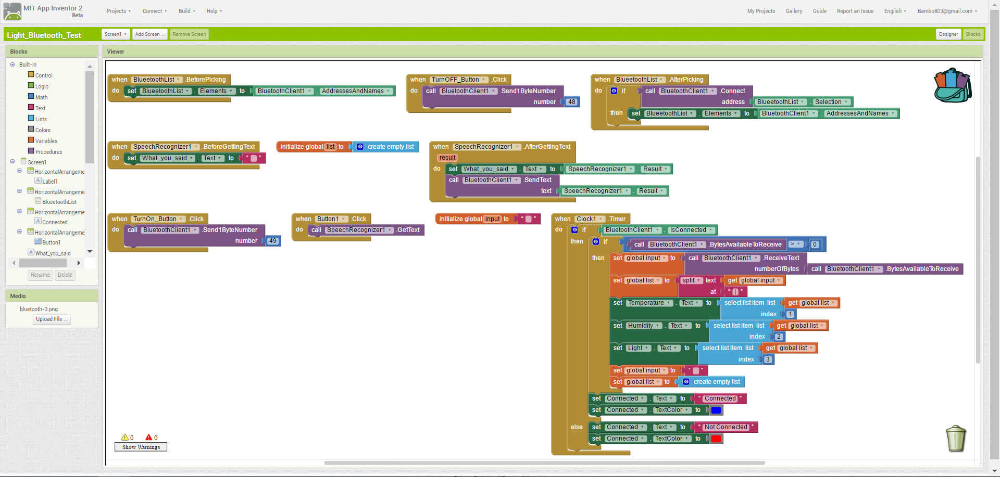 MIT App Inventor 2
Beta
Projects Connect Build Help
My Projects Gallery Guide Report an Issue English Bambo803@gmail.com
Light_Bluetooth_Test
Screen1 Add Screen ... Remove Screen
Designer Blocks
Blocks
Built-in
Control
Logic
Math
Text
Lists
Colors
Variables
Procedures
Screen1
HorizontalArrangeme
Label1
HorizontalArrangeme
BlueetoothList
HorizontalArrangeme
Connected
HorizontalArrangeme
Button1
What_you_said
Rename Delete
Media
bluetooth-3.png
Upload File ...
Viewer
when BlueetoothList .BeforePicking
do set BlueetoothList . Elements to BluetoothClient1 . AddressesAndNames
when TurnOFF_Button .Click
do call BluetoothClient1 .Send1ByteNumber
number 48
when BlueetoothList .AfterPicking
do if call BluetoothClient1 .Connect
address BlueetoothList . Selection
then set BlueetoothList . Elements to BluetoothClient1 . AddressesAndNames
when SpeechRecognizer1 .BeforeGettingText
do set What_you_said . Text to “ ”
initialize global list to create empty list
when SpeechRecognizer1 .AfterGettingText
result
do set What_you_said . Text to SpeechRecognizer1 . Result
call BluetoothClient1 .SendText
text SpeechRecognizer1 . Result
when TurnOn_Button .Click
do call BluetoothClient1 .Send1ByteNumber
number 49
when Button1 .Click
do call SpeechRecognizer1 .GetText
initialize global input to “ ”
when Clock1 .Timer
do if BluetoothClient1 . IsConnected
then if call BluetoothClient1 .BytesAvailableToReceive > 0
then set global input to call BluetoothClient1 .ReceiveText
numberOfBytes call BluetoothClient1 .BytesAvailableToReceive
set global list to split text get global input
at “ | ”
set Temperature . Text to select list item list get global list
index 1
set Humidity . Text to select list item list get global list
index 2
set Light . Text to select list item list get global list
index 3
set global input to “ ”
set global list to create empty list
set Connected . Text to “ Connected ”
set Connected . TextColor to
else set Connected . Text to “ Not Connected ”
set Connected . TextColor to
0 0
Show Warnings